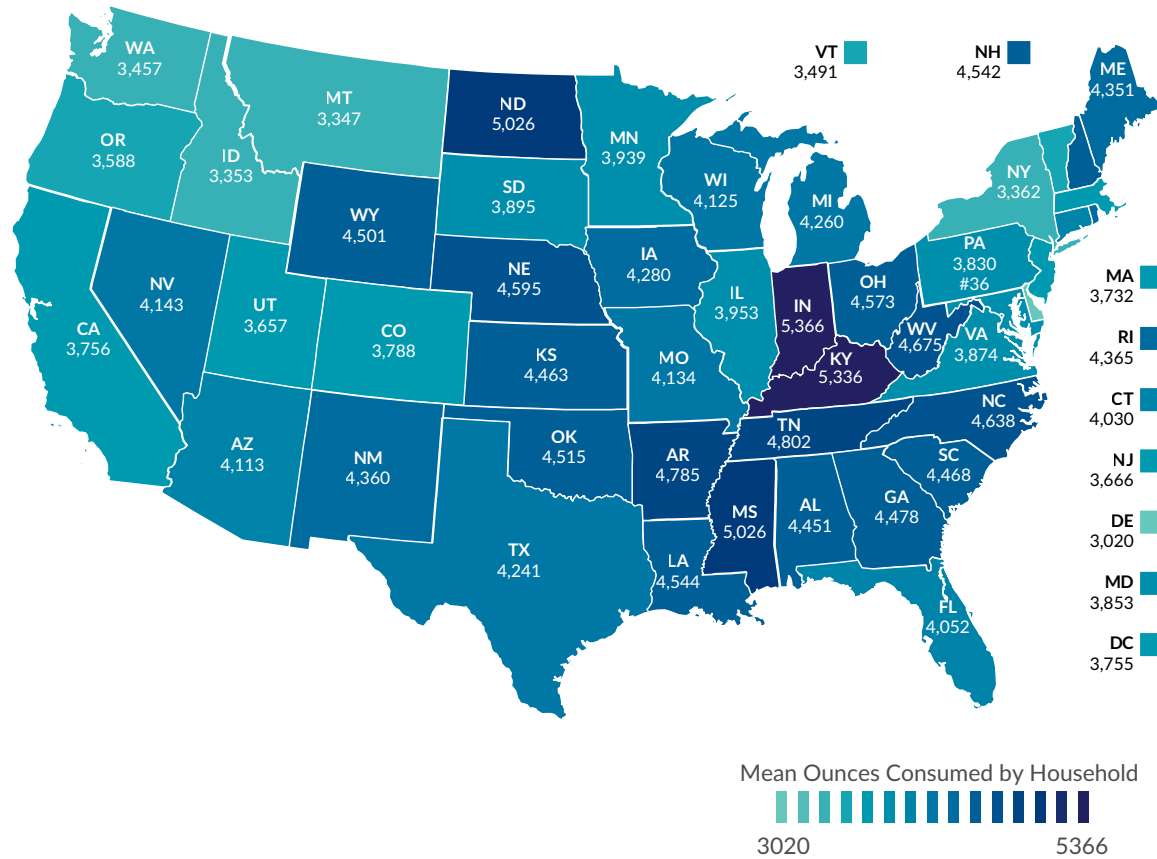 VT
3,491
NH
4,542
ME
4,351
WA
3,457
MT
3,347
ND
5,026
MN
3,939
OR
3,588
ID
3,353
SD
3,895
WI
4,125
MI
4,260
NY
3,362
WY
4,501
NV
4,143
UT
3,657
CO
3,788
CA
3,756
NE
4,595
IA
4,280
IL
3,953
IN
5,366
OH
4,573
PA
3,830
#36
WV
4,675
VA
3,874
KY
5,336
KS
4,463
MO
4,134
NC
4,638
TN
4,802
SC
4,468
AZ
4,113
NM
4,360
OK
4,515
AR
4,785
MS
5,026
AL
4,451
GA
4,478
TX
4,241
LA
4,544
FL
4,052
MA
3,732
RI
4,365
CT
4,030
NJ
3,666
DE
3,020
MD
3,853
DC
3,755
Mean Ounces Consumed by Household
3020
5366